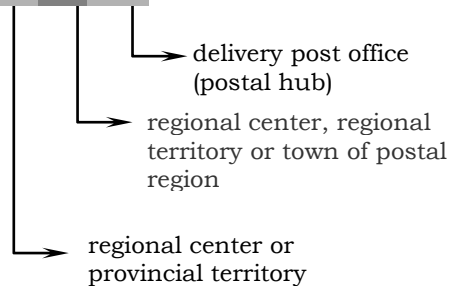 delivery post office
(postal hub)
regional center, regional
territory or town of postal
region
regional center or
provincial territory